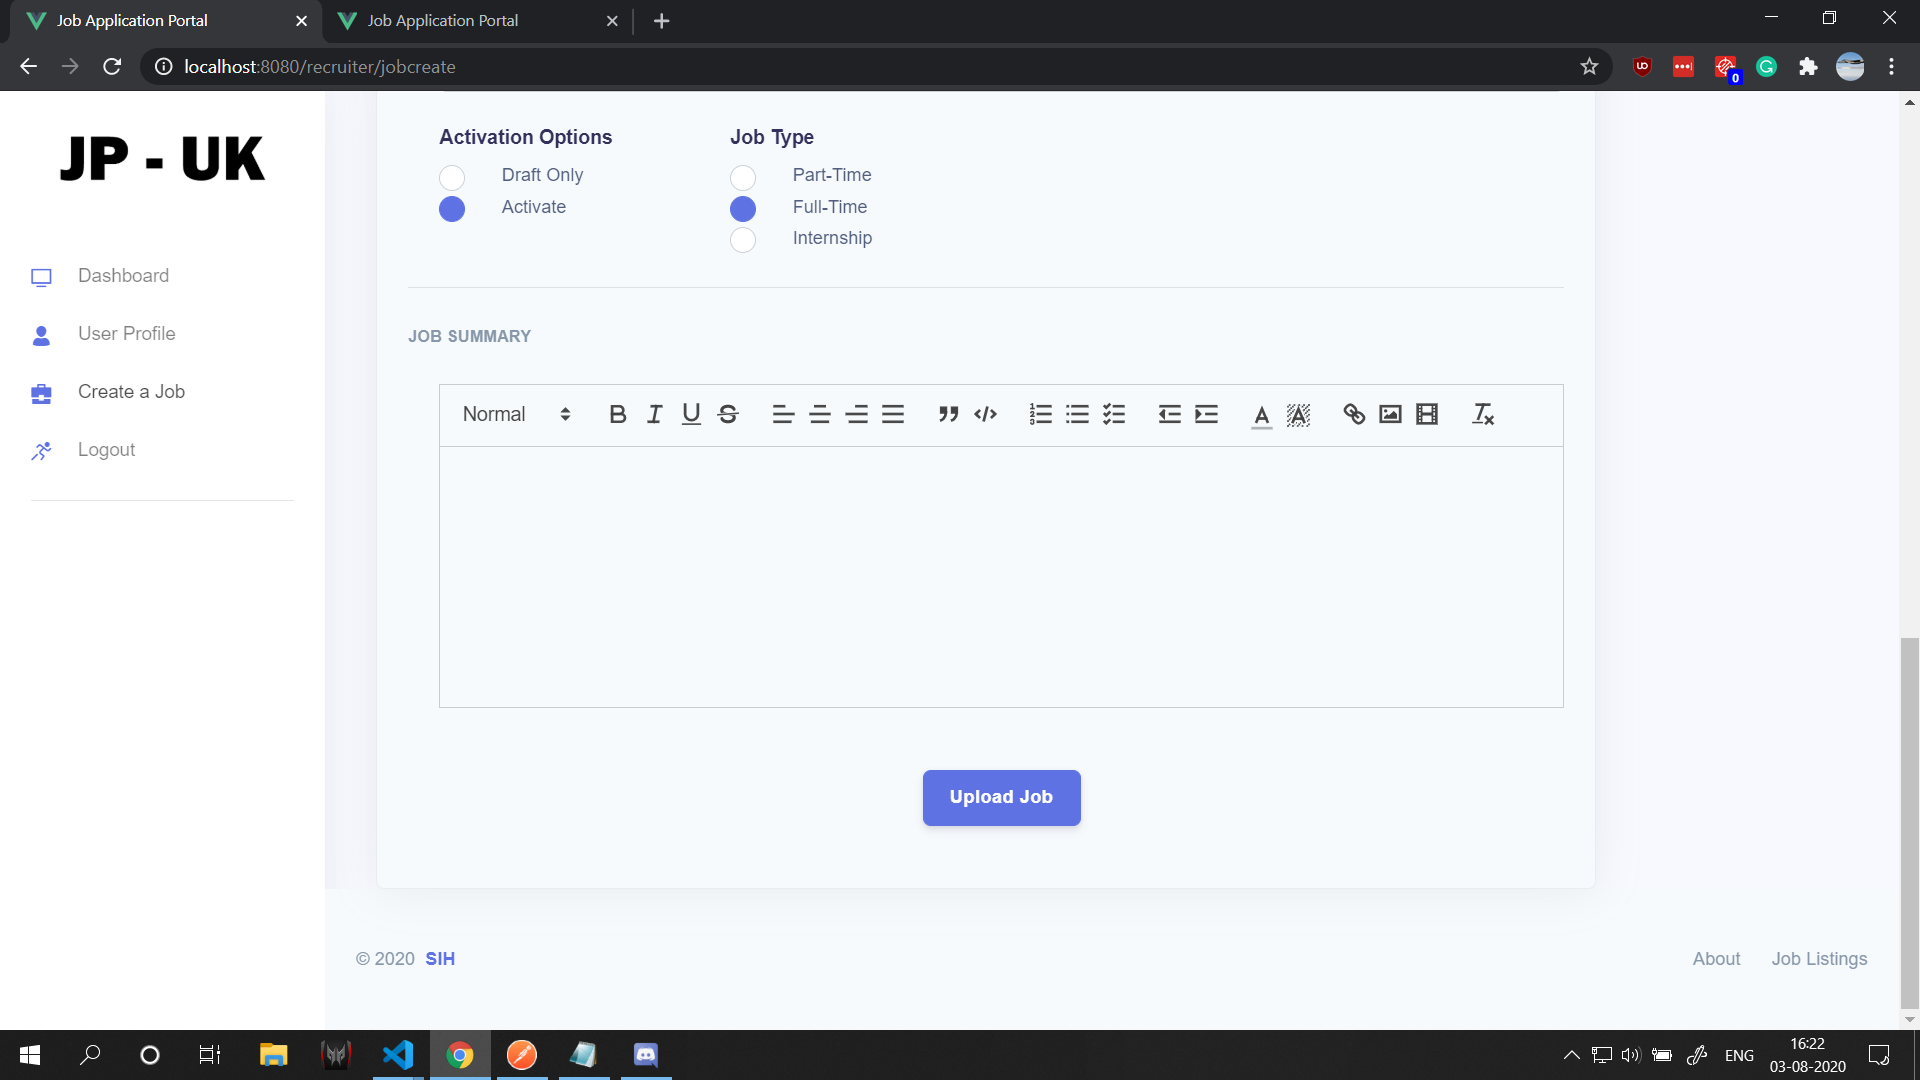 Job Application Portal
Job Application Portal
localhost:8080/recruiter/jobcreate
0
JP - UK
Dashboard
User Profile
Create a Job
Logout
Activation Options
Draft Only
Activate
Job Type
Part-Time
Full-Time
Internship
JOB SUMMARY
Normal
Upload Job
© 2020 SIH
About
Job Listings
ENG
16:22
03-08-2020